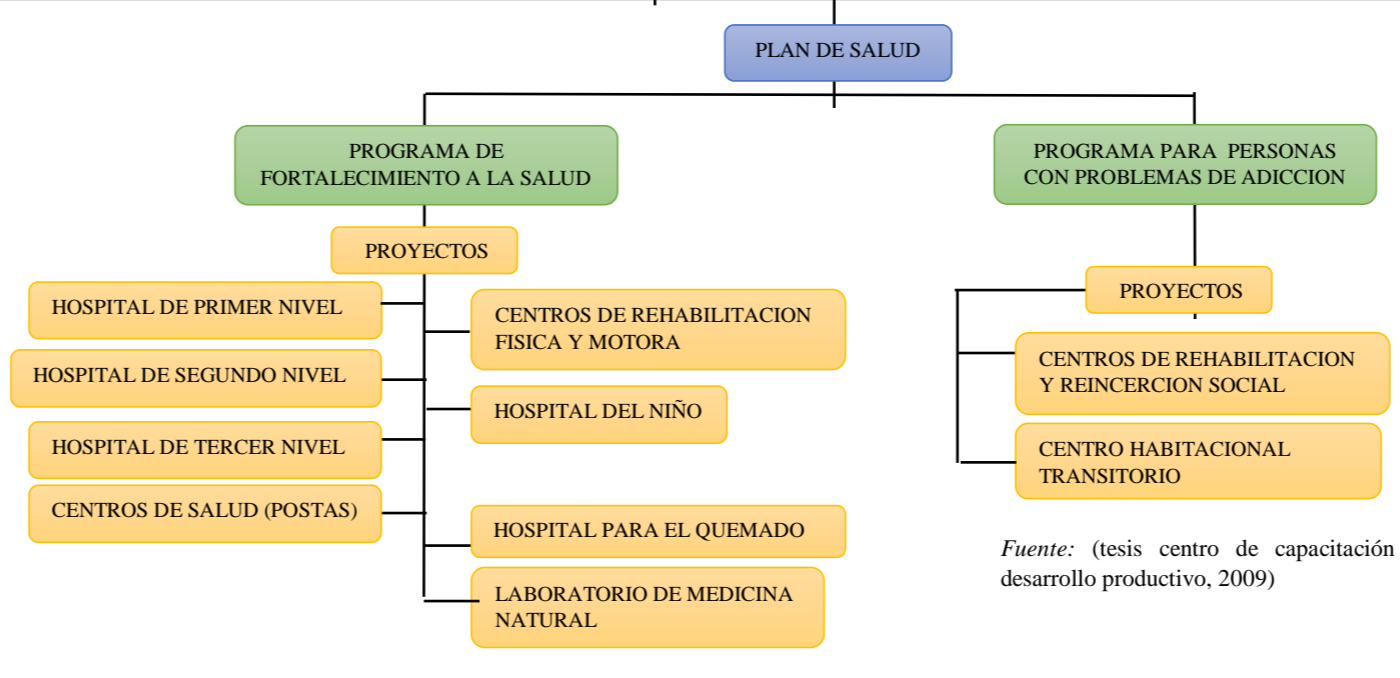 PLAN DE SALUD
PROGRAMA DE
FORTALECIMIENTO A LA SALUD
PROYECTOS
HOSPITAL DE PRIMER NIVEL
HOSPITAL DE SEGUNDO NIVEL
HOSPITAL DE TERCER NIVEL
CENTROS DE SALUD (POSTAS)
CENTROS DE REHABILITACION
FISICA Y MOTORA
HOSPITAL DEL NIÑO
HOSPITAL PARA EL QUEMADO
LABORATORIO DE MEDICINA
NATURAL
PROGRAMA PARA PERSONAS
CON PROBLEMAS DE ADICCION
PROYECTOS
CENTROS DE REHABILITACION
Y REINCERCION SOCIAL
CENTRO HABITACIONAL
TRANSITORIO
Fuente: (tesis centro de capacitación
desarrollo productivo, 2009)